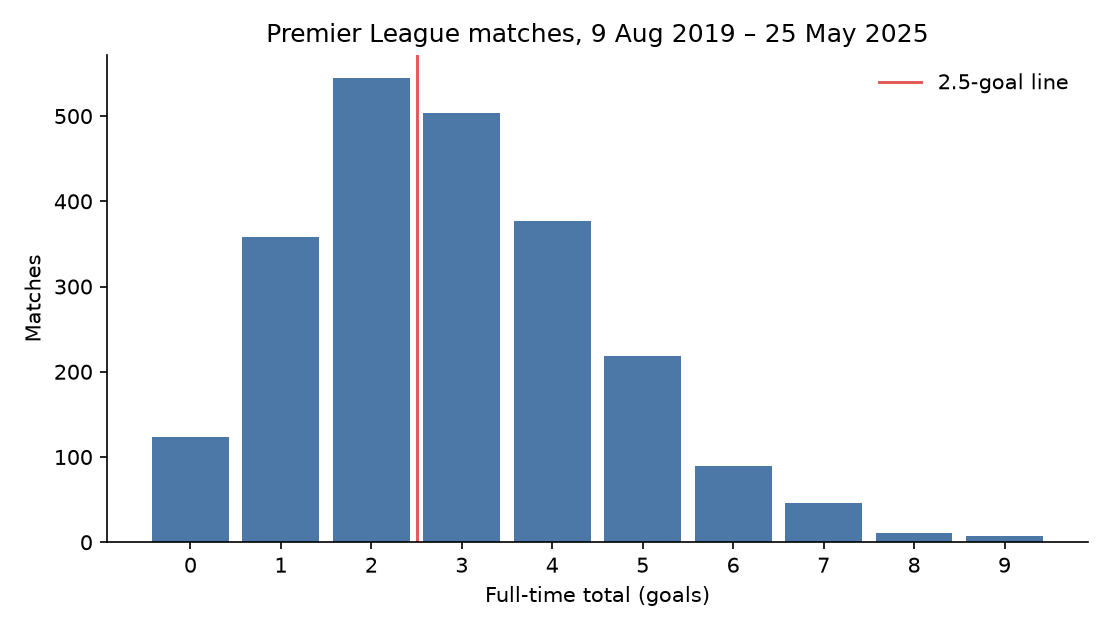 Premier League matches, 9 Aug 2019 – 25 May 2025
2.5-goal line
Matches
500
400
300
200
100
0
0 1 2 3 4 5 6 7 8 9
Full-time total (goals)